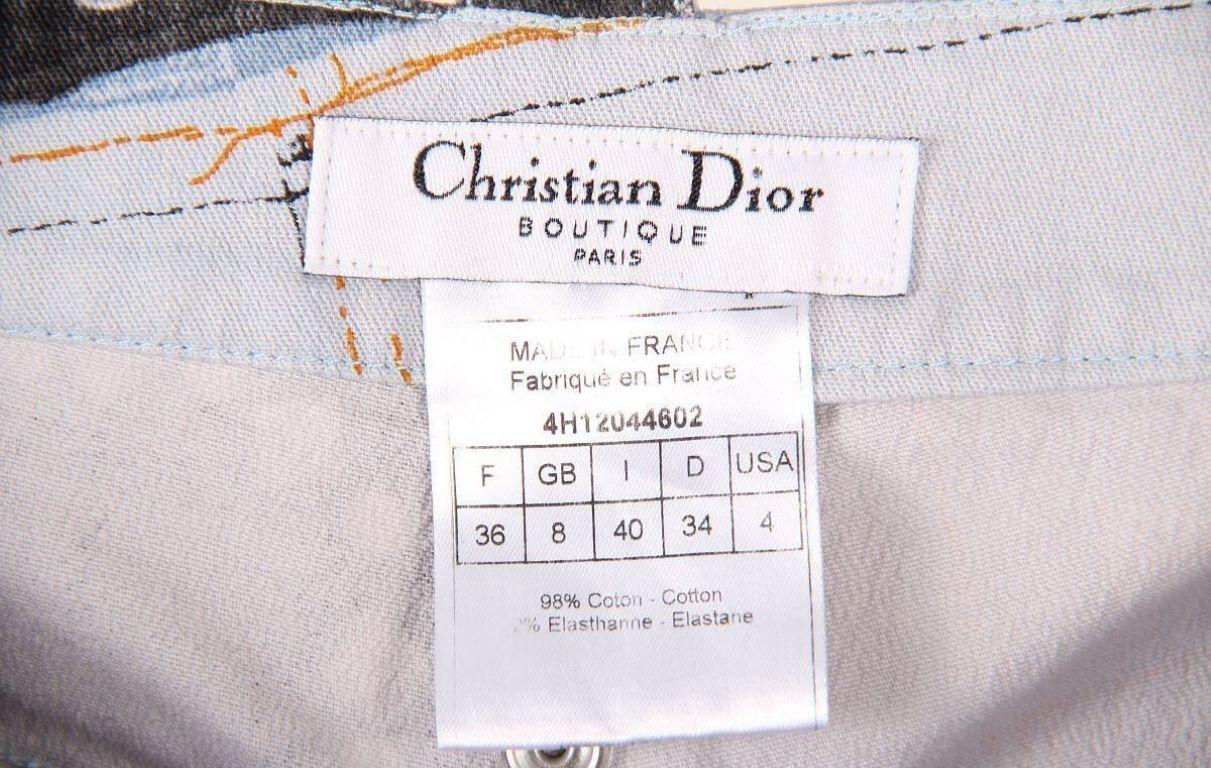 Christian Dior
BOUTIQUE
PARIS
MADE IN FRANCE
Fabriqué en France
4H12044602
F GB I D USA
36 8 40 34 4
98% Coton - Cotton
2% Elasthanne - Elastane